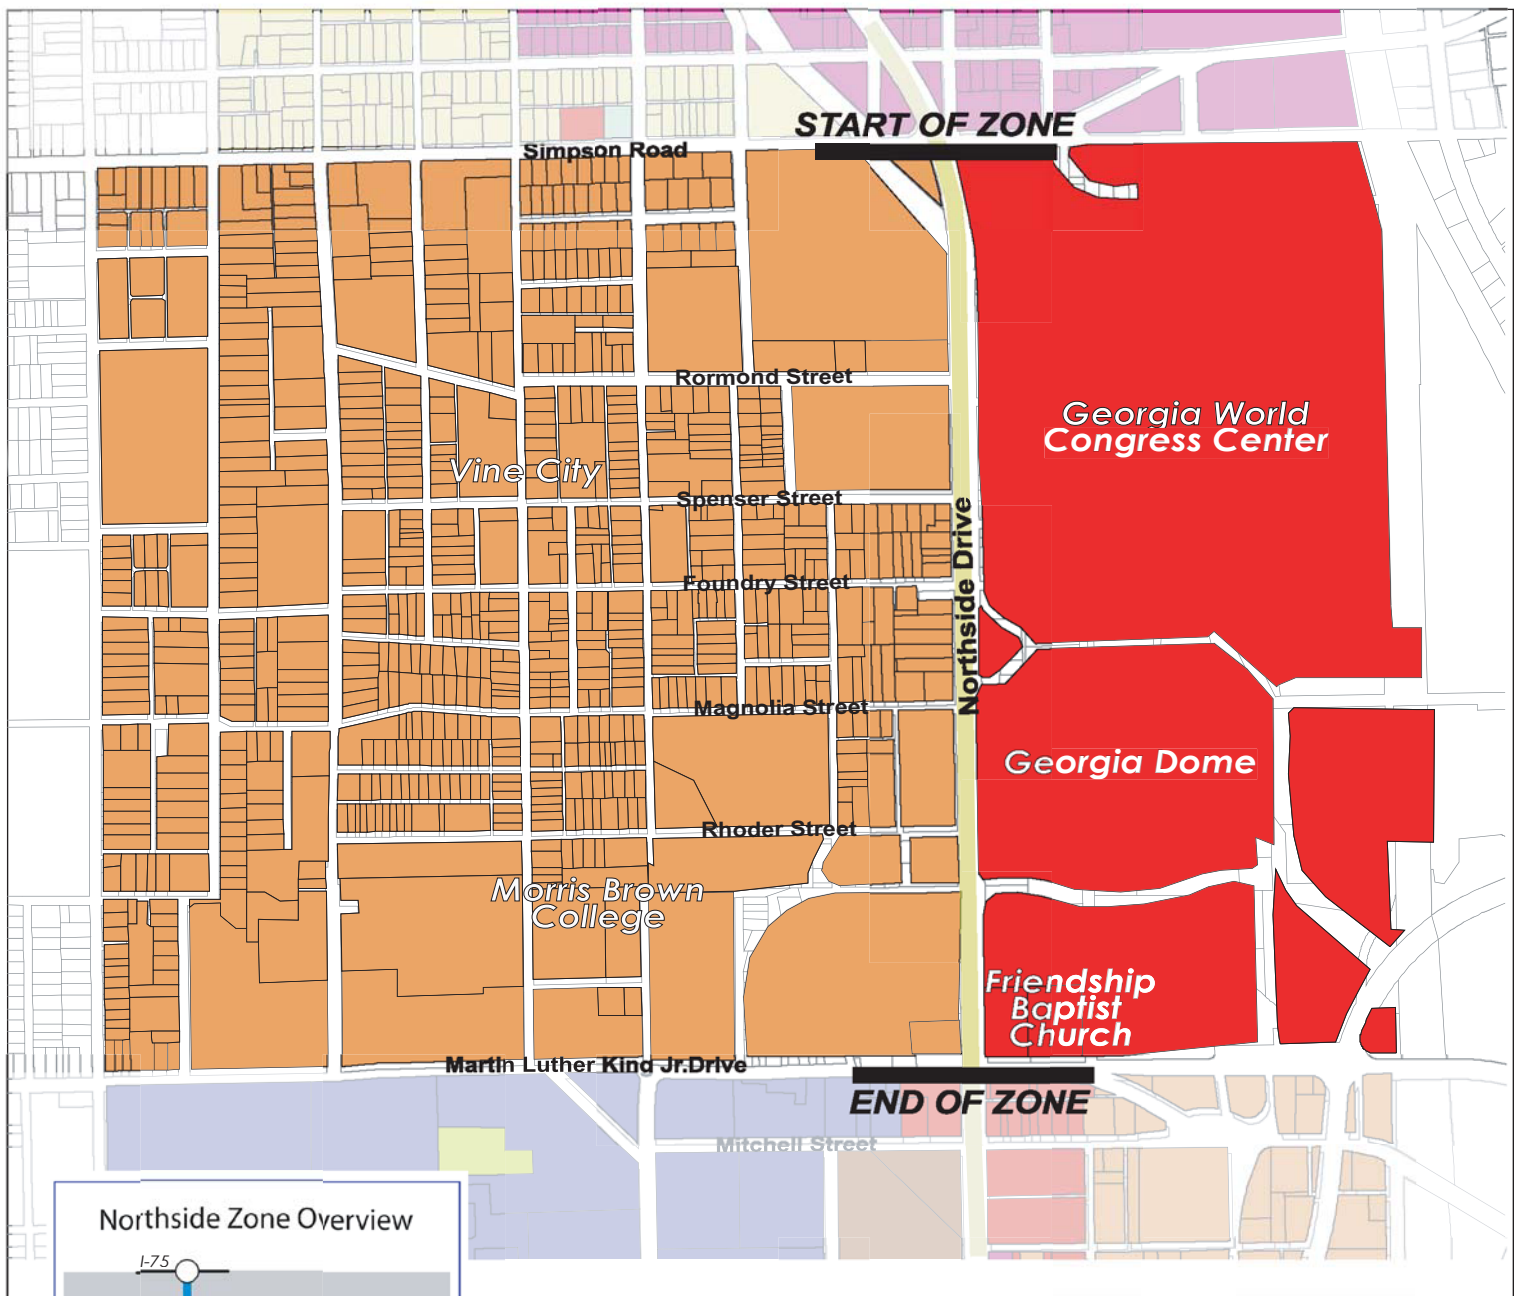 START OF ZONE
Simpson Road
Rormond Street
Georgia World
Congress Center
Vine City
Spenser Street
Northside Drive
Foundry Street
Magnolia Street
Georgia Dome
Rhoder Street
Morris Brown
College
Friendship
Baptist
Church
Martin Luther King Jr.Drive
END OF ZONE
Mitchell Street
Northside Zone Overview
I-75